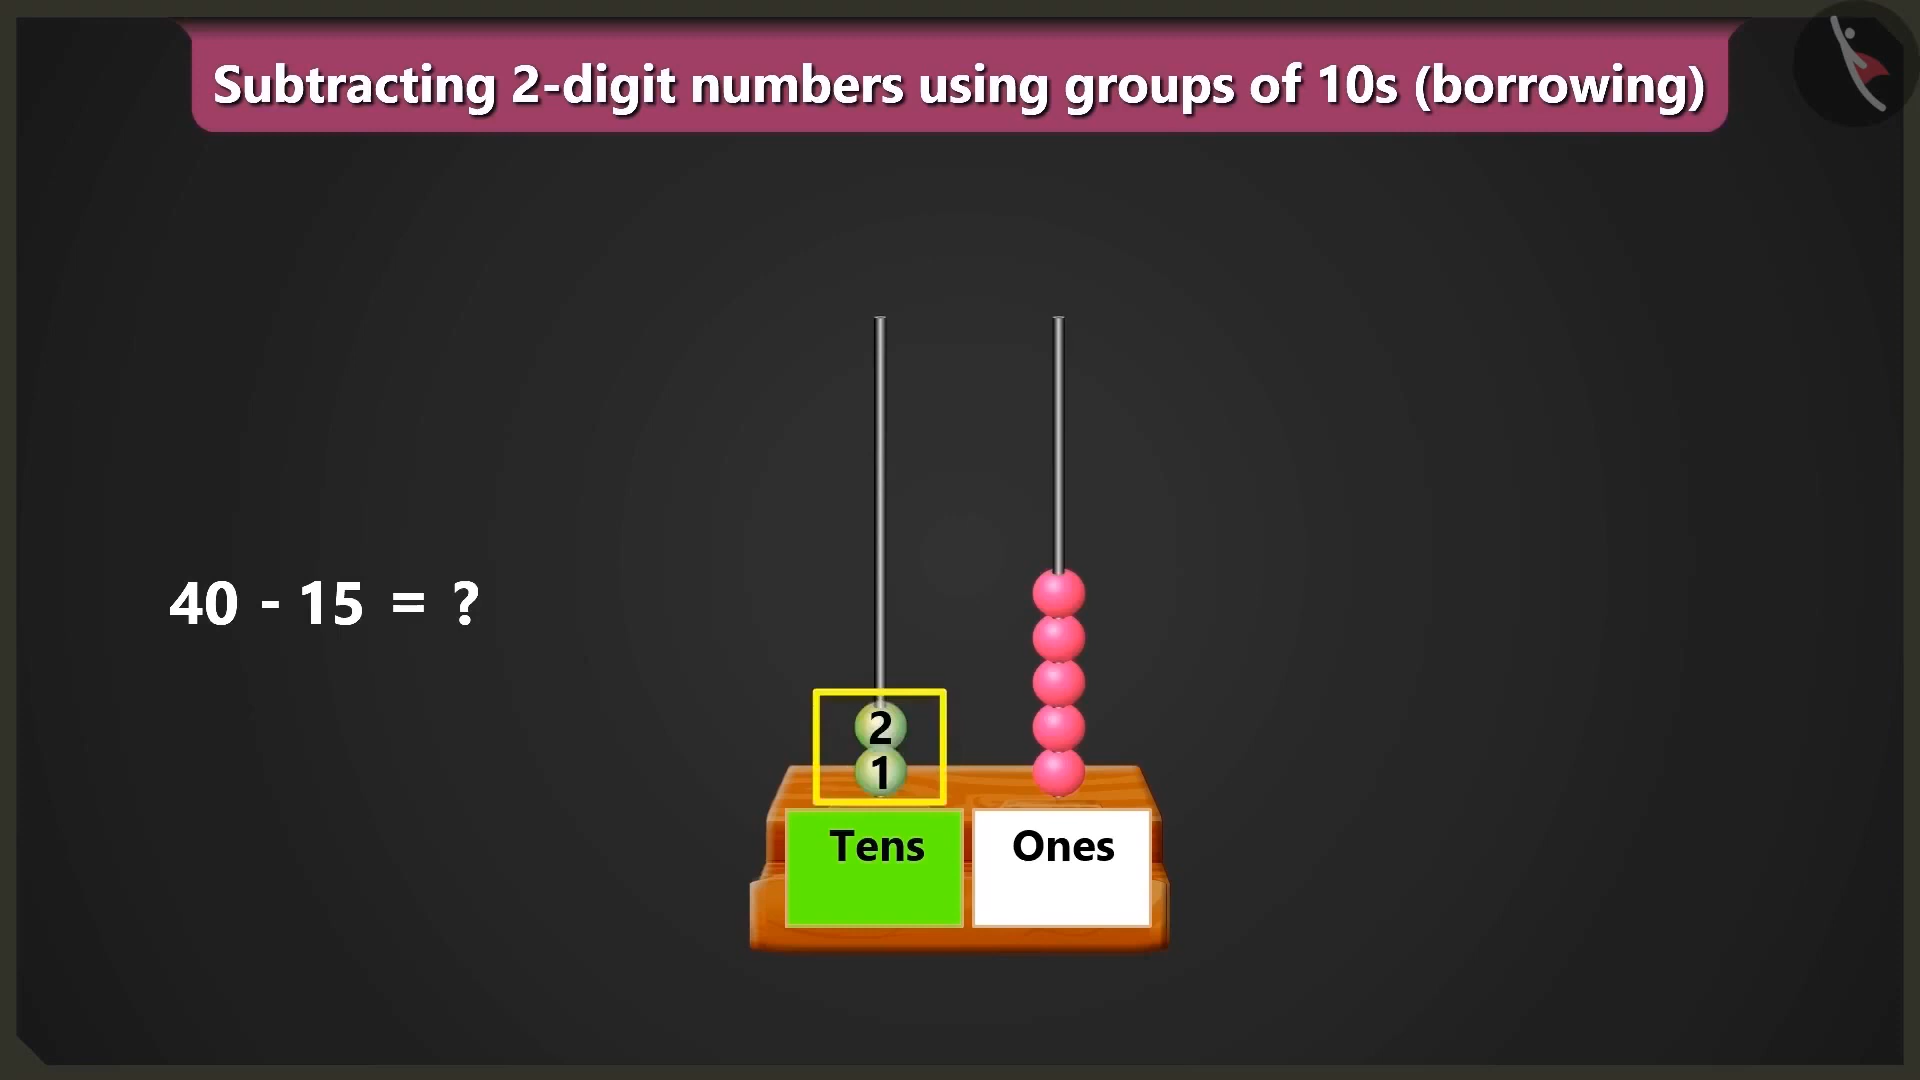 Subtracting 2-digit numbers using groups of 10s (borrowing)
40 - 15 = ?
2
1
Tens Ones